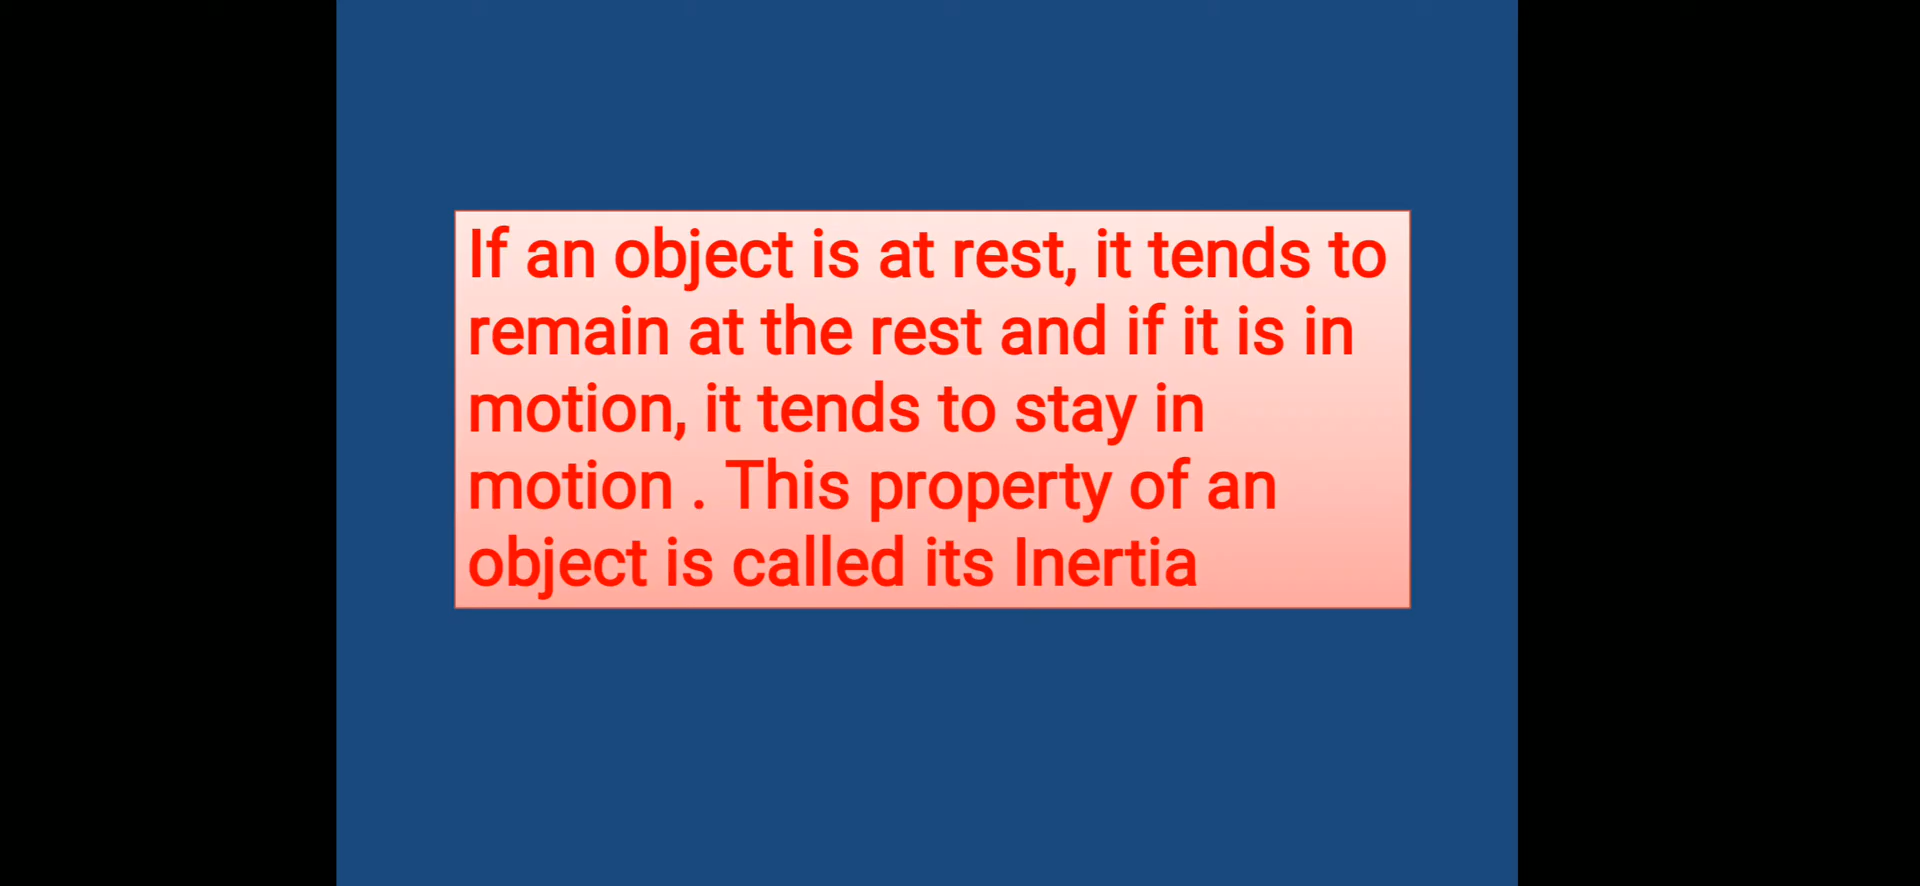 If an object is at rest, it tends to
remain at the rest and if it is in
motion, it tends to stay in
motion . This property of an
object is called its Inertia